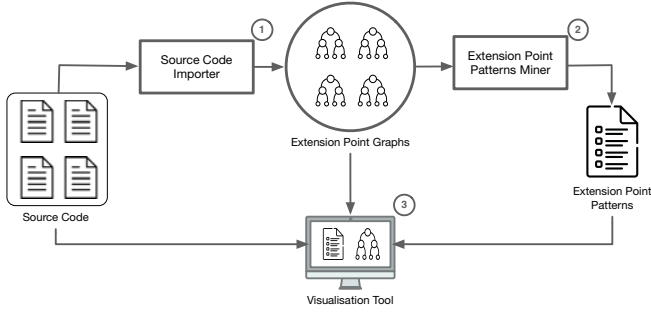 1
Source Code
Importer
2
Extension Point
Patterns Miner
Extension Point Graphs
Source Code
Extension Point
Patterns
3
Visualisation Tool